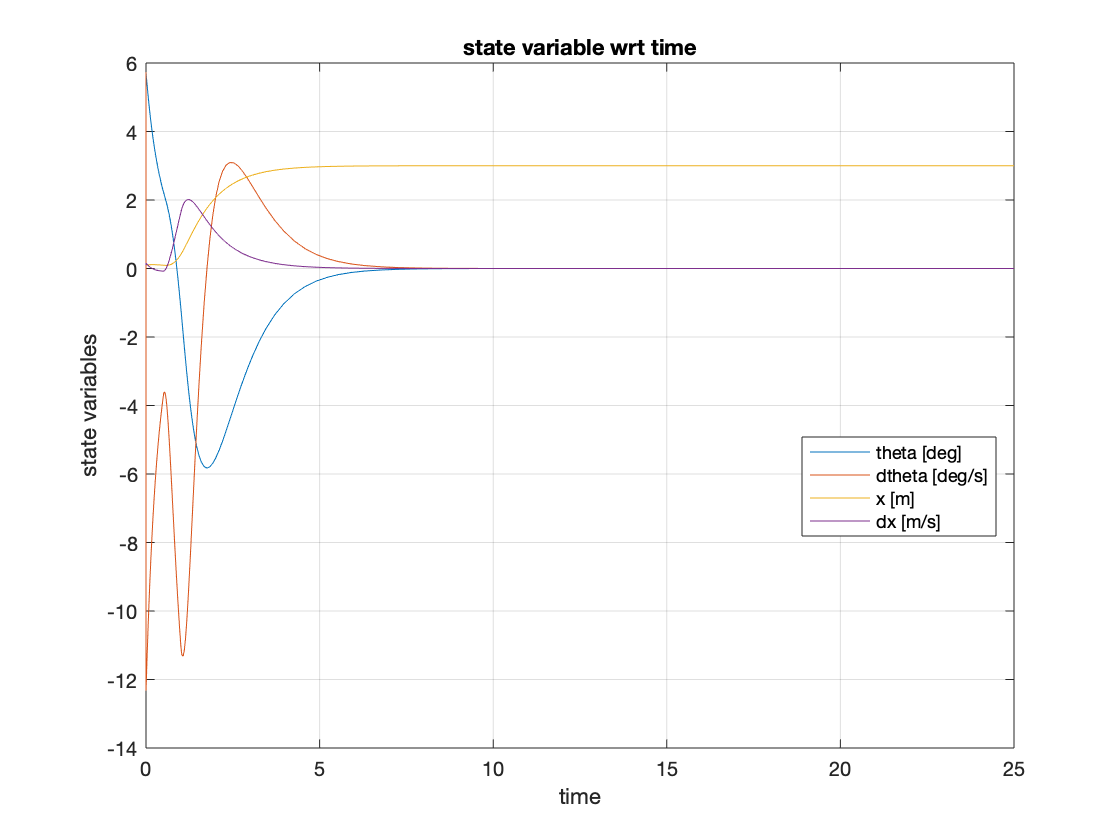 state variable wrt time
6
4
2
0
-2
-4
-6
-8
-10
-12
-14
state variables
theta [deg]
dtheta [deg/s]
x [m]
dx [m/s]
0 5 10 15 20 25
time